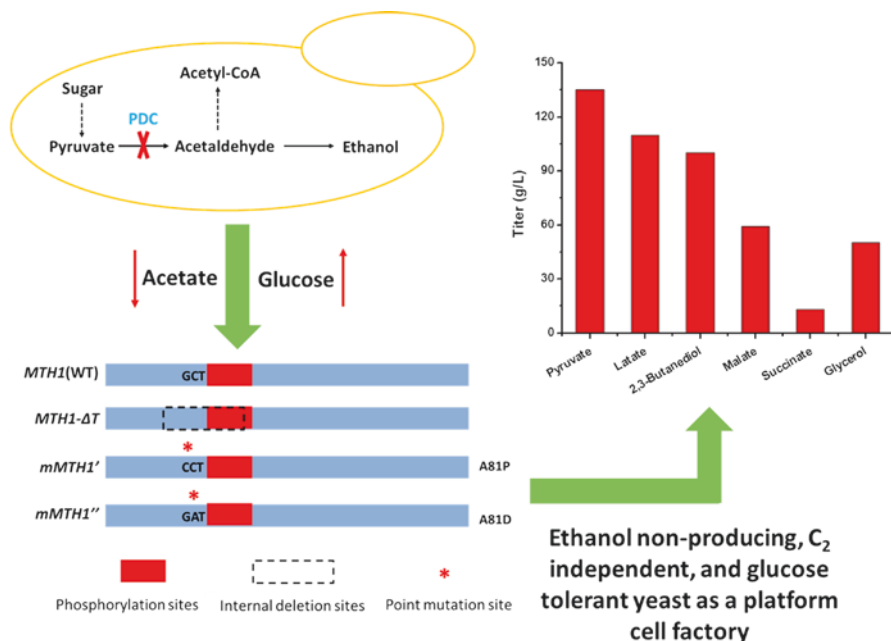 Acetyl-CoA
Sugar
PDC
Pyruvate
Acetaldehyde
Ethanol
Acetate
Glucose
MTH1(WT)
GCT
MTH1-ΔT
*
mMTH1'
CCT
A81P
*
mMTH1''
GAT
A81D
*
Phosphorylation sites
Internal deletion sites
Point mutation site
150
120
90
60
30
0
Titer (g/L)
Pyruvate
Latate
2,3-Butanediol
Malate
Succinate
Glycerol
Ethanol non-producing, C₂
independent, and glucose
tolerant yeast as a platform
cell factory